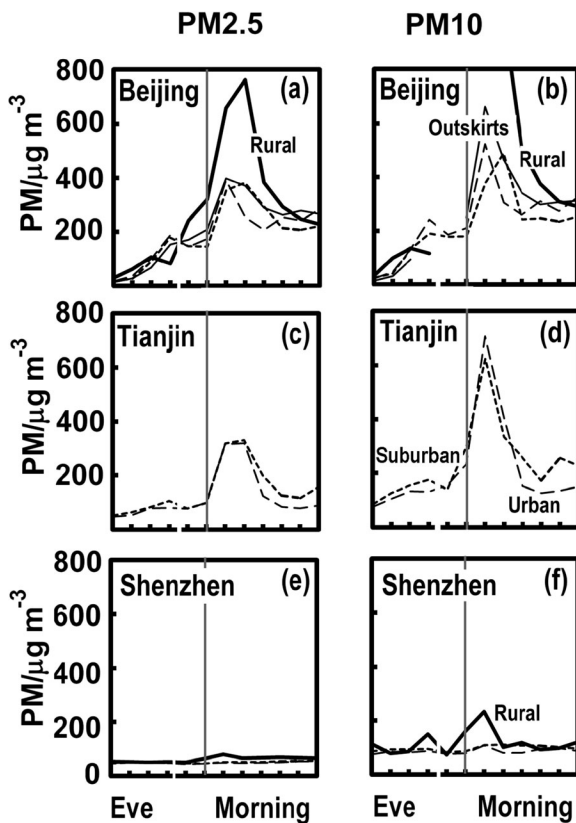 PM2.5 PM10
800 Beijing (a) Beijing (b)
600 Outskirts
Rural Rural
400
200
PM/μg m-3
800 Tianjin (c) Tianjin (d)
600
400
Suburban
200
Urban
PM/μg m-3
800 Shenzhen (e) Shenzhen (f)
600
400
200 Rural
0
PM/μg m-3
Eve Morning Eve Morning